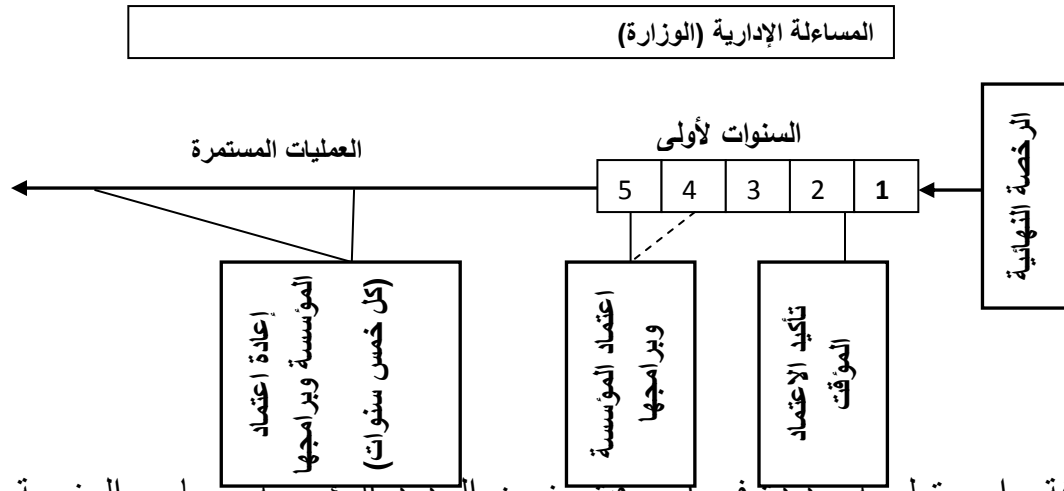 المساءلة الإدارية (الوزارة)
الرخصة النهائية
السنوات لأولى
العمليات المستمرة
1 2 3 4 5
تأكيد الاعتماد
المؤقت
اعتماد المؤسسة
وبرامجها
إعادة اعتماد
المؤسسة وبرامجها
(كل خمس سنوات)